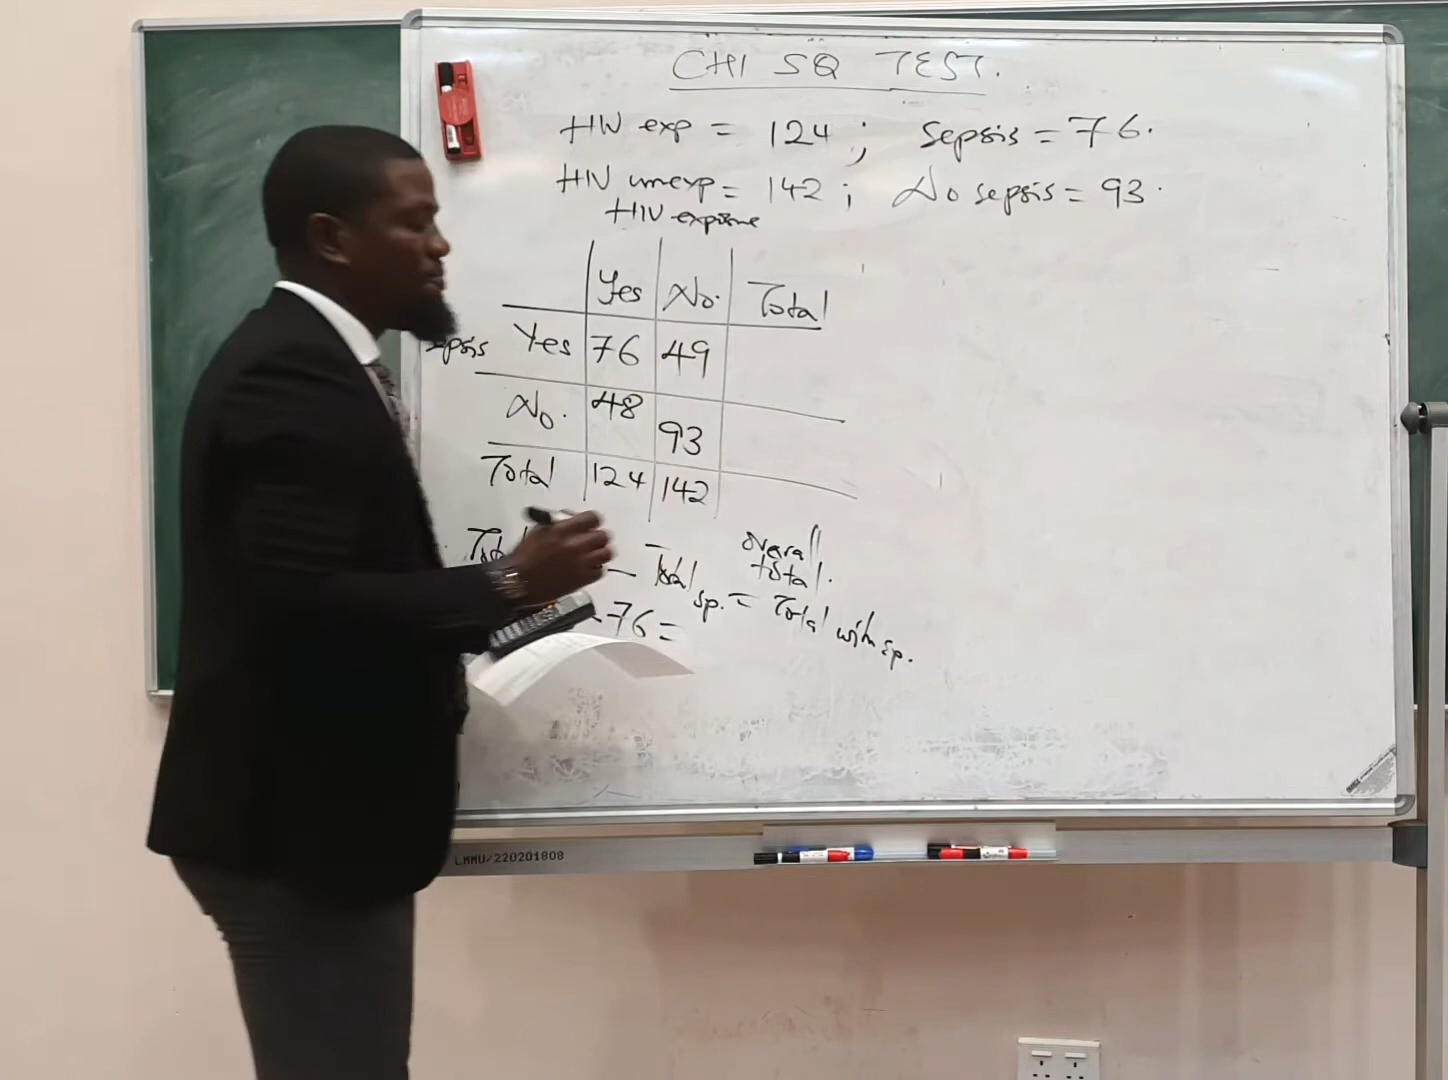 CHI SQ TEST.
HIV exp = 124 ; Sepsis = 76.
HIV unexp = 142 ; No sepsis = 93.
HIV exposure
Yes No. Total
Yes 76 49
No. 48 93
Total 124 142
overall total.
Total sp. = Total with sp.
-76 =
LMMU/220201808